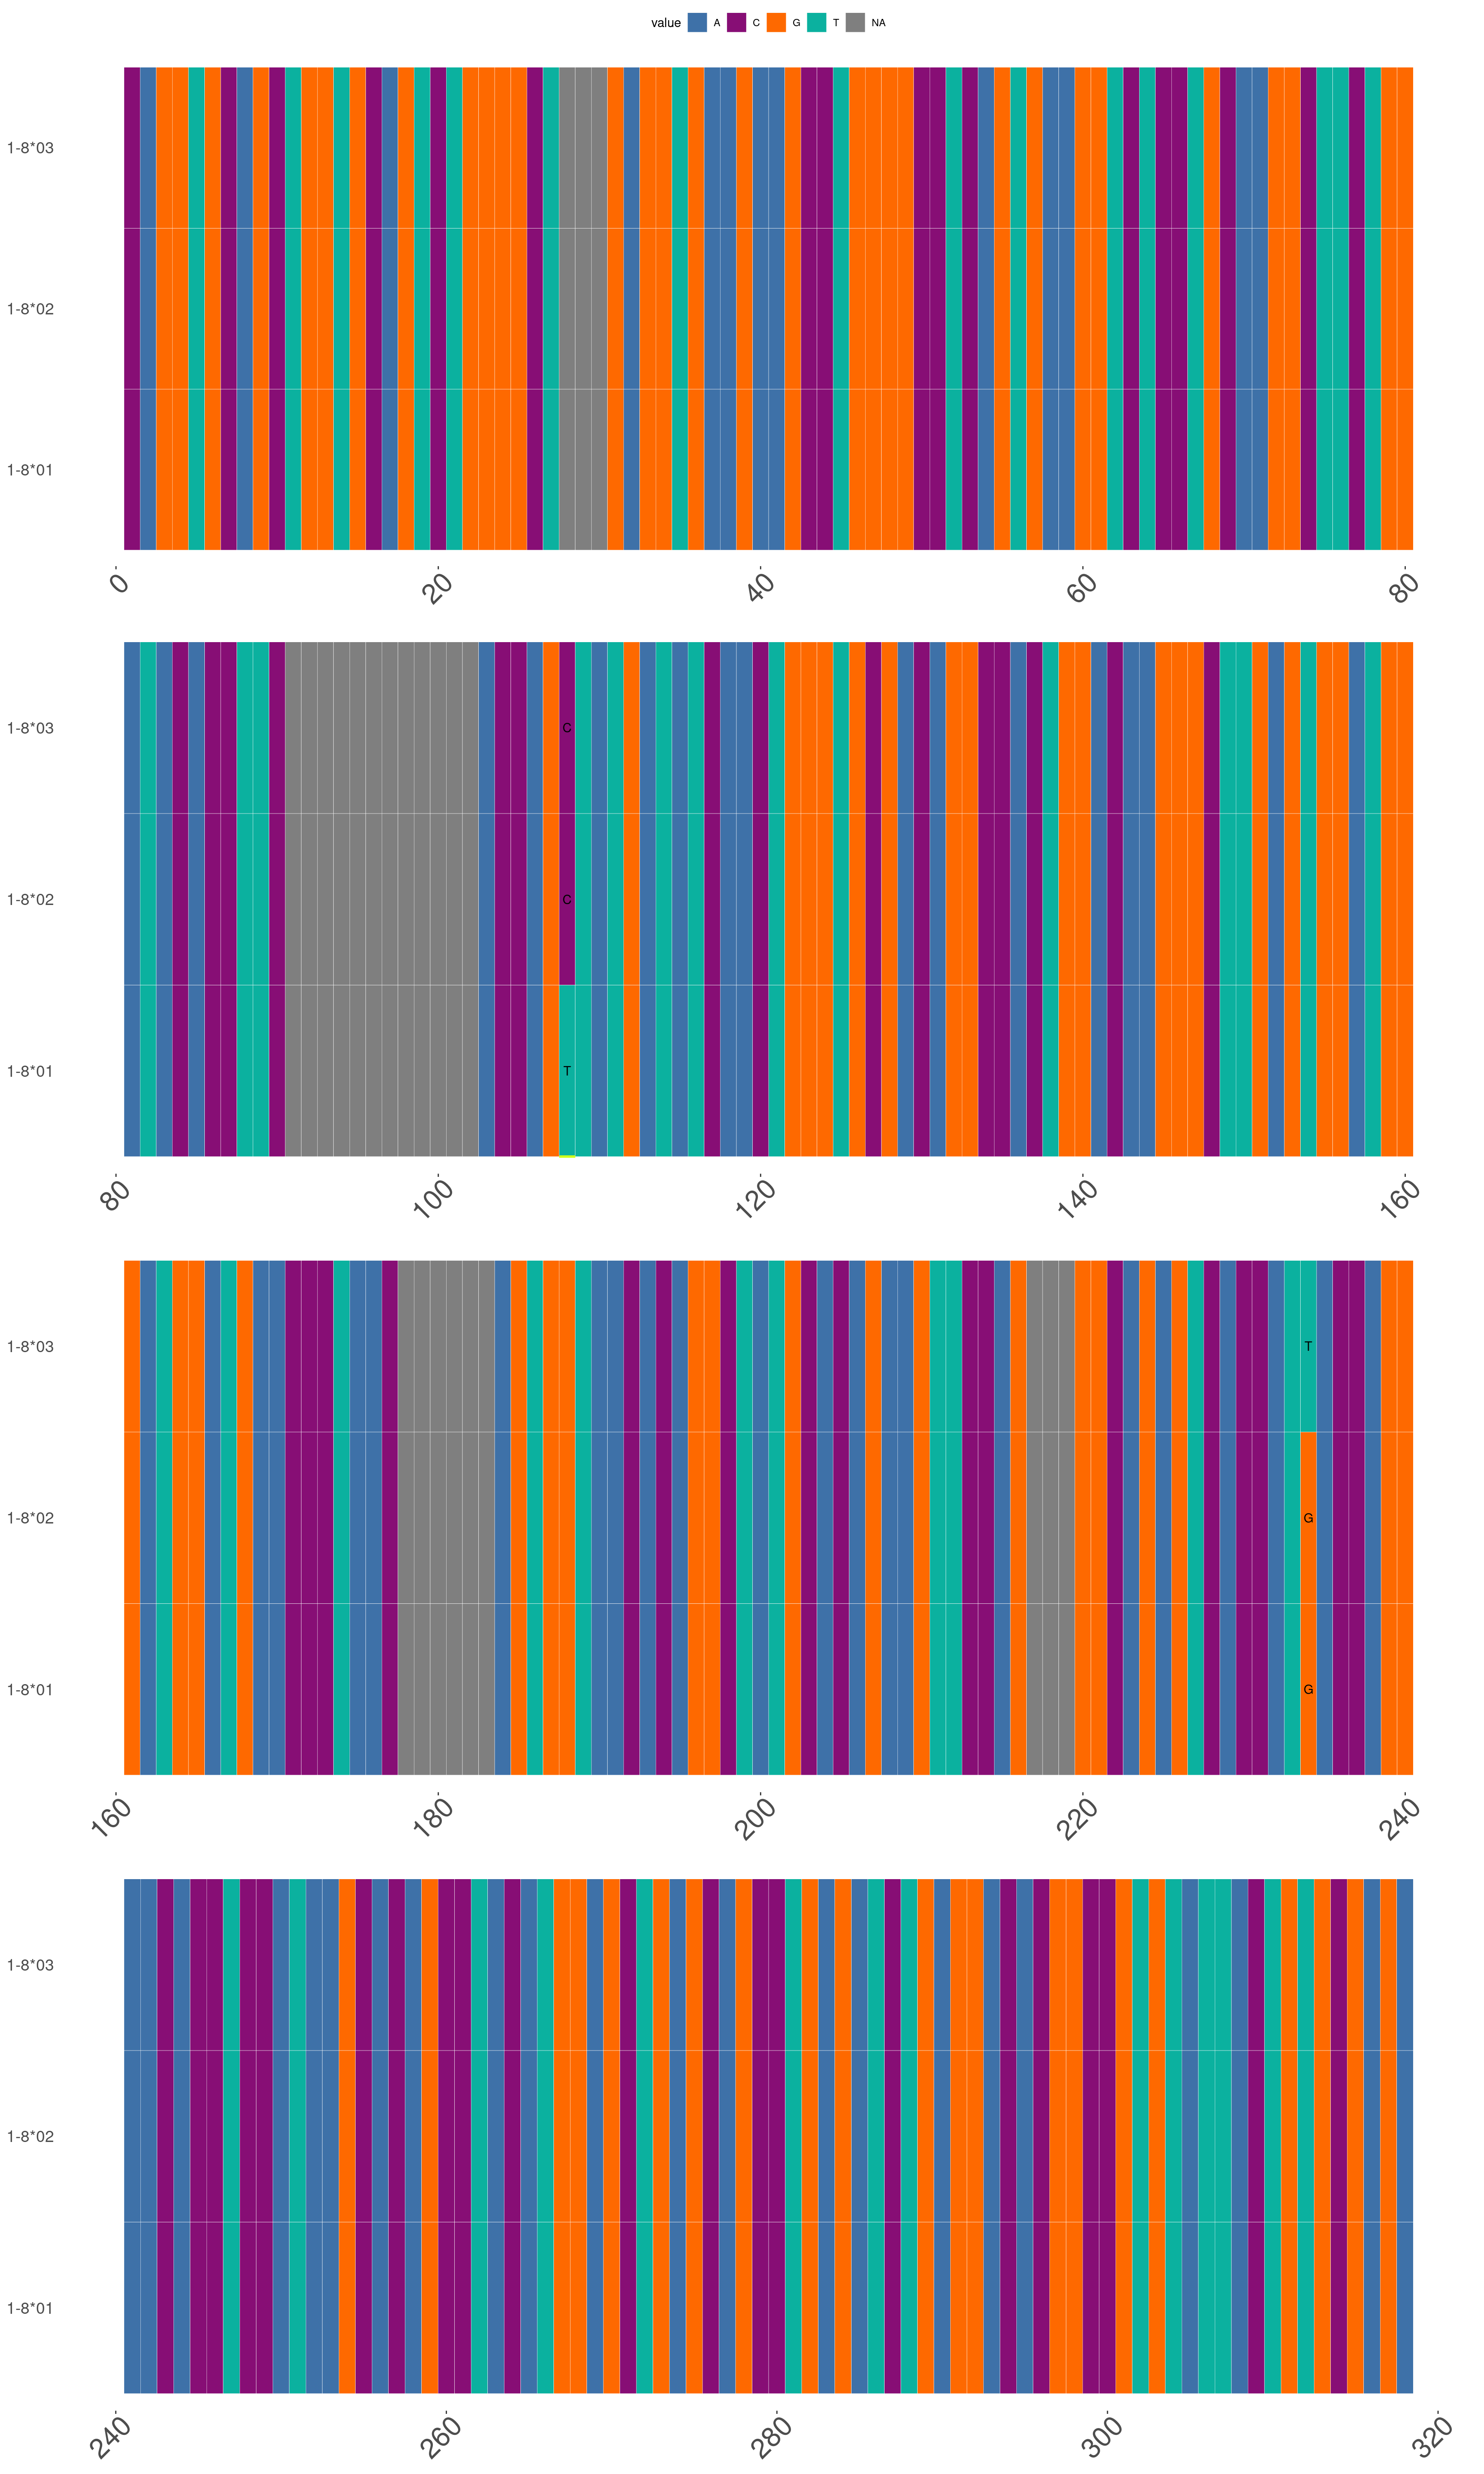 value A C G T NA
1-8*03
1-8*02
1-8*01
0 20 40 60 80
1-8*03 C
1-8*02 C
1-8*01 T
80 100 120 140 160
1-8*03 T
1-8*02 G
1-8*01 G
160 180 200 220 240
1-8*03
1-8*02
1-8*01
240 260 280 300 320